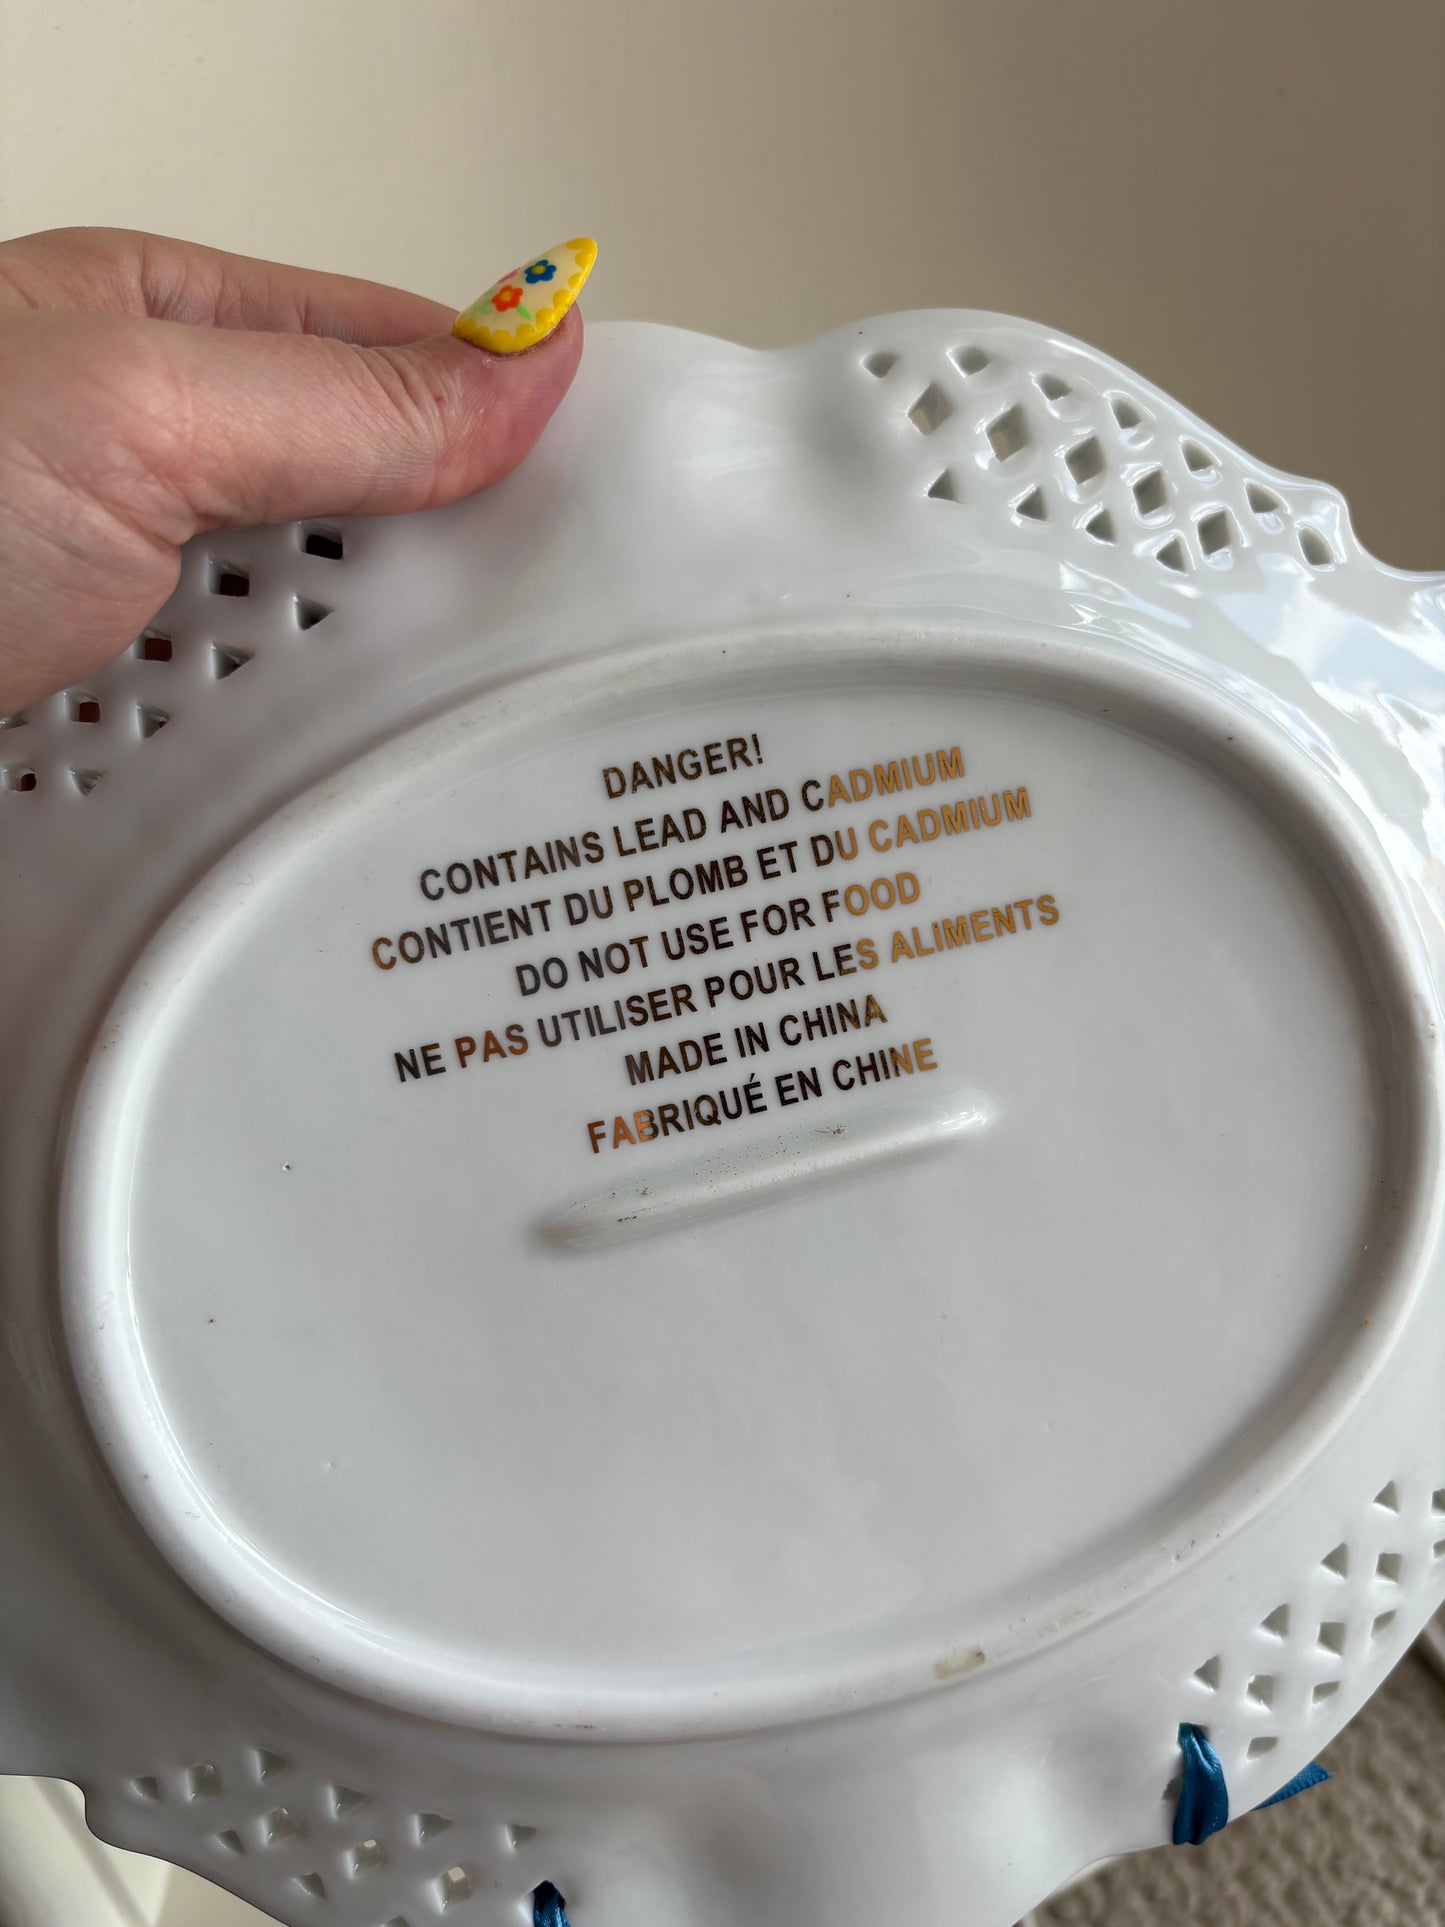 DANGER!
CONTAINS LEAD AND CADMIUM
CONTIENT DU PLOMB ET DU CADMIUM
DO NOT USE FOR FOOD
NE PAS UTILISER POUR LES ALIMENTS
MADE IN CHINA
FABRIQUÉ EN CHINE